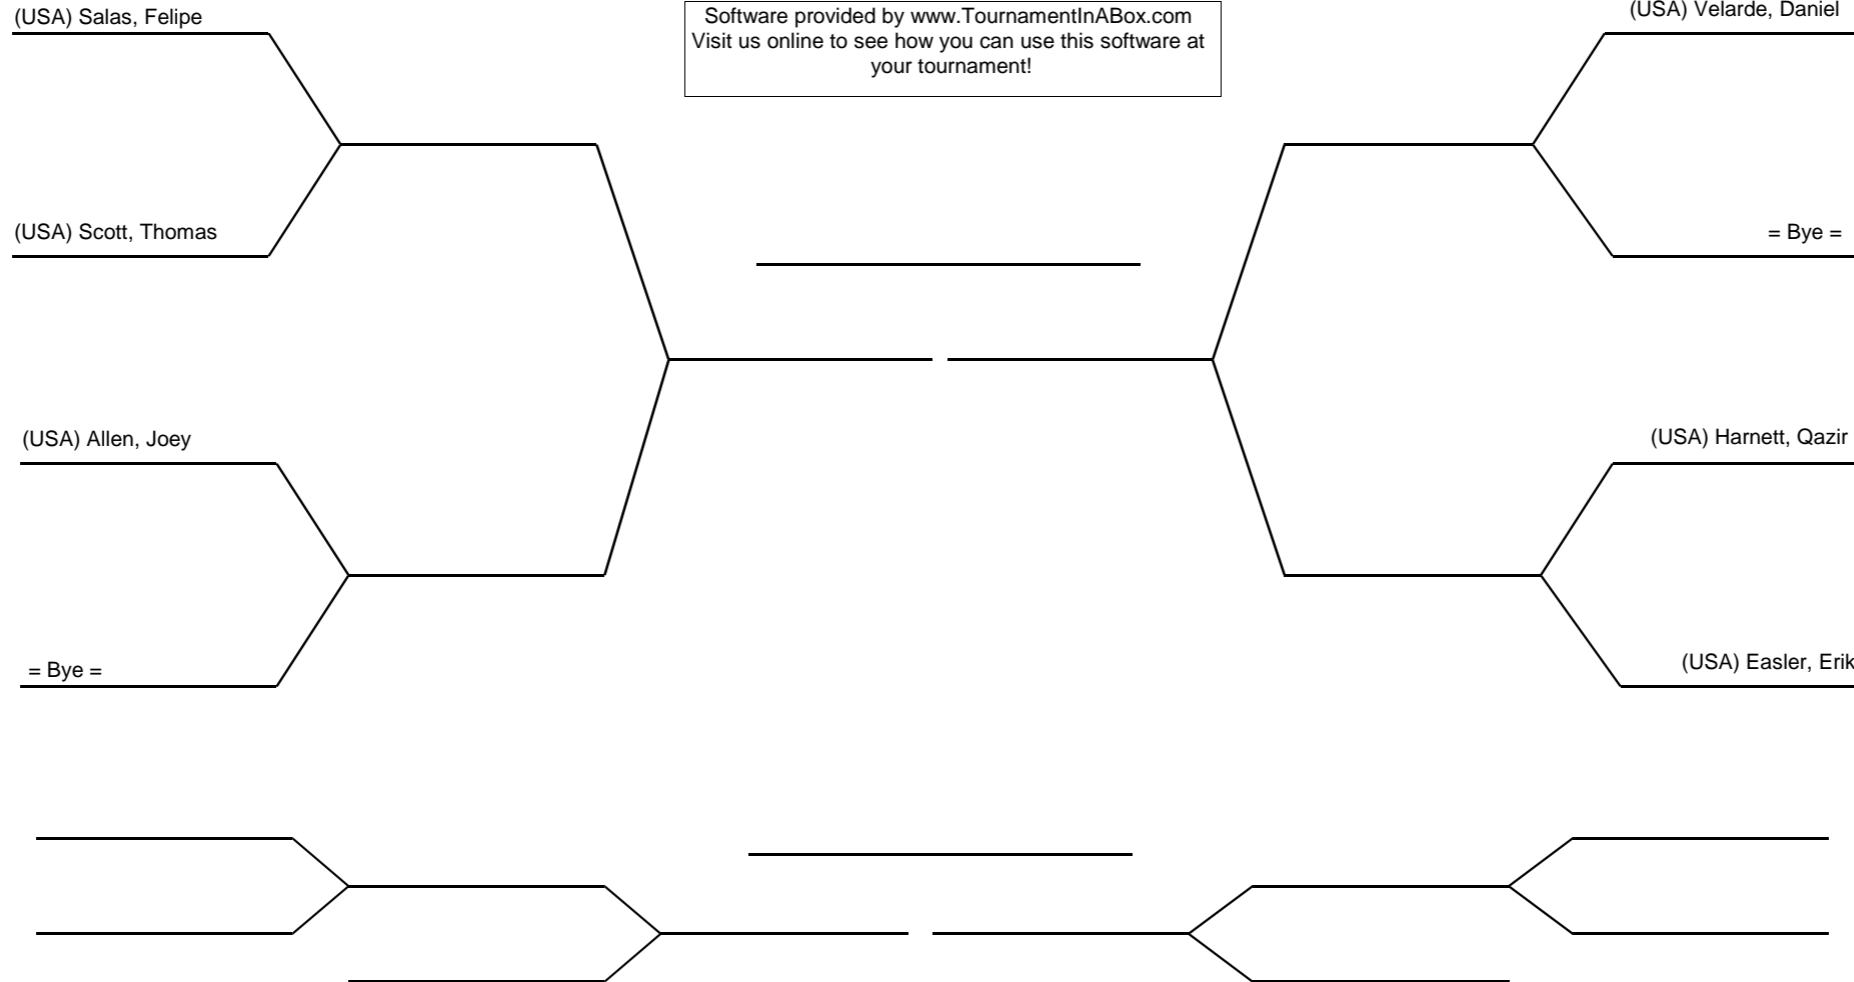 (USA) Salas, Felipe
Software provided by www.TournamentInABox.com
Visit us online to see how you can use this software at
your tournament!
(USA) Velarde, Daniel
(USA) Scott, Thomas
= Bye =
(USA) Allen, Joey
(USA) Harnett, Qazir
= Bye =
(USA) Easler, Erik